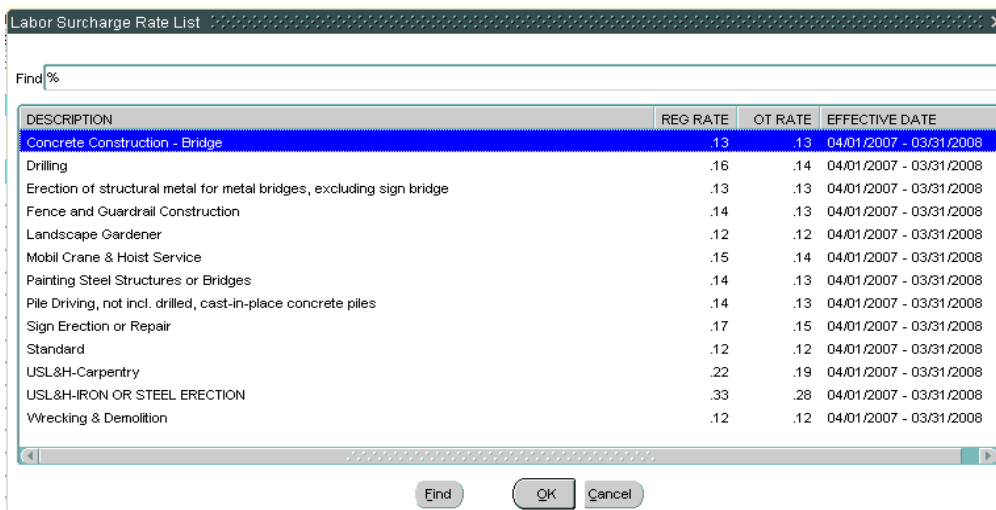 Labor Surcharge Rate List
Find %
DESCRIPTION REG RATE OT RATE EFFECTIVE DATE
Concrete Construction - Bridge .13 .13 04/01/2007 - 03/31/2008
Drilling .16 .14 04/01/2007 - 03/31/2008
Erection of structural metal for metal bridges, excluding sign bridge .13 .13 04/01/2007 - 03/31/2008
Fence and Guardrail Construction .14 .13 04/01/2007 - 03/31/2008
Landscape Gardener .12 .12 04/01/2007 - 03/31/2008
Mobil Crane & Hoist Service .15 .14 04/01/2007 - 03/31/2008
Painting Steel Structures or Bridges .14 .13 04/01/2007 - 03/31/2008
Pile Driving, not incl. drilled, cast-in-place concrete piles .14 .13 04/01/2007 - 03/31/2008
Sign Erection or Repair .17 .15 04/01/2007 - 03/31/2008
Standard .12 .12 04/01/2007 - 03/31/2008
USL&H-Carpentry .22 .19 04/01/2007 - 03/31/2008
USL&H-IRON OR STEEL ERECTION .33 .28 04/01/2007 - 03/31/2008
Wrecking & Demolition .12 .12 04/01/2007 - 03/31/2008
Find OK Cancel